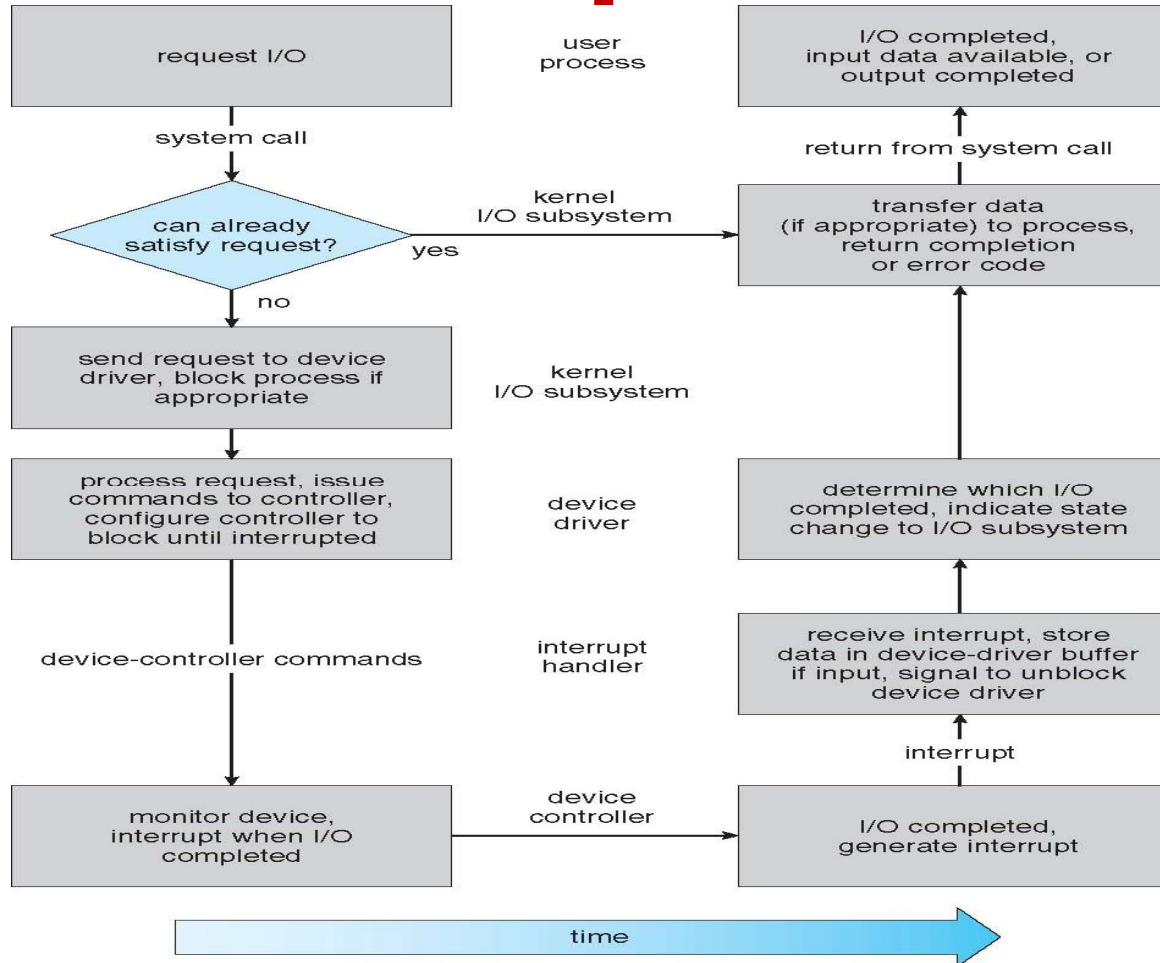 request I/O
user
process
I/O completed,
input data available, or
output completed
system call
return from system call
can already
satisfy request?
yes
kernel
I/O subsystem
transfer data
(if appropriate) to process,
return completion
or error code
no
send request to device
driver, block process if
appropriate
kernel
I/O subsystem
process request, issue
commands to controller,
configure controller to
block until interrupted
device
driver
determine which I/O
completed, indicate state
change to I/O subsystem
device-controller commands
interrupt
handler
receive interrupt, store
data in device-driver buffer
if input, signal to unblock
device driver
interrupt
monitor device,
interrupt when I/O
completed
device
controller
I/O completed,
generate interrupt
time